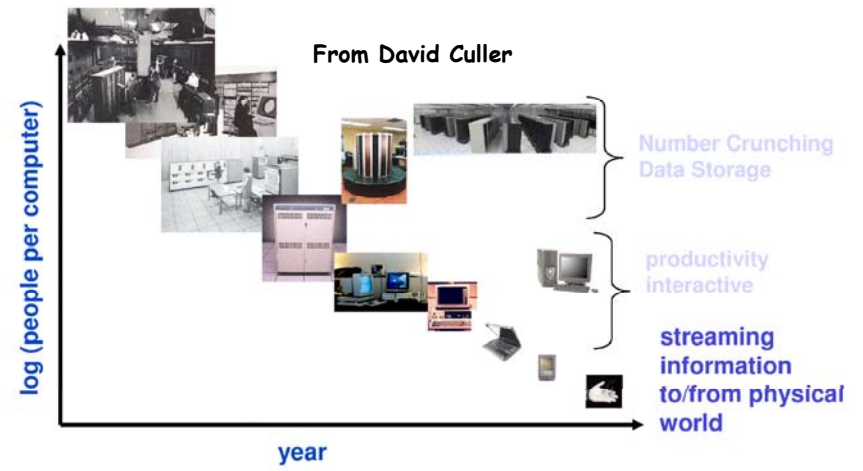 From David Culler
log (people per computer)
Number Crunching
Data Storage
productivity
interactive
streaming
information
to/from physical
world
year